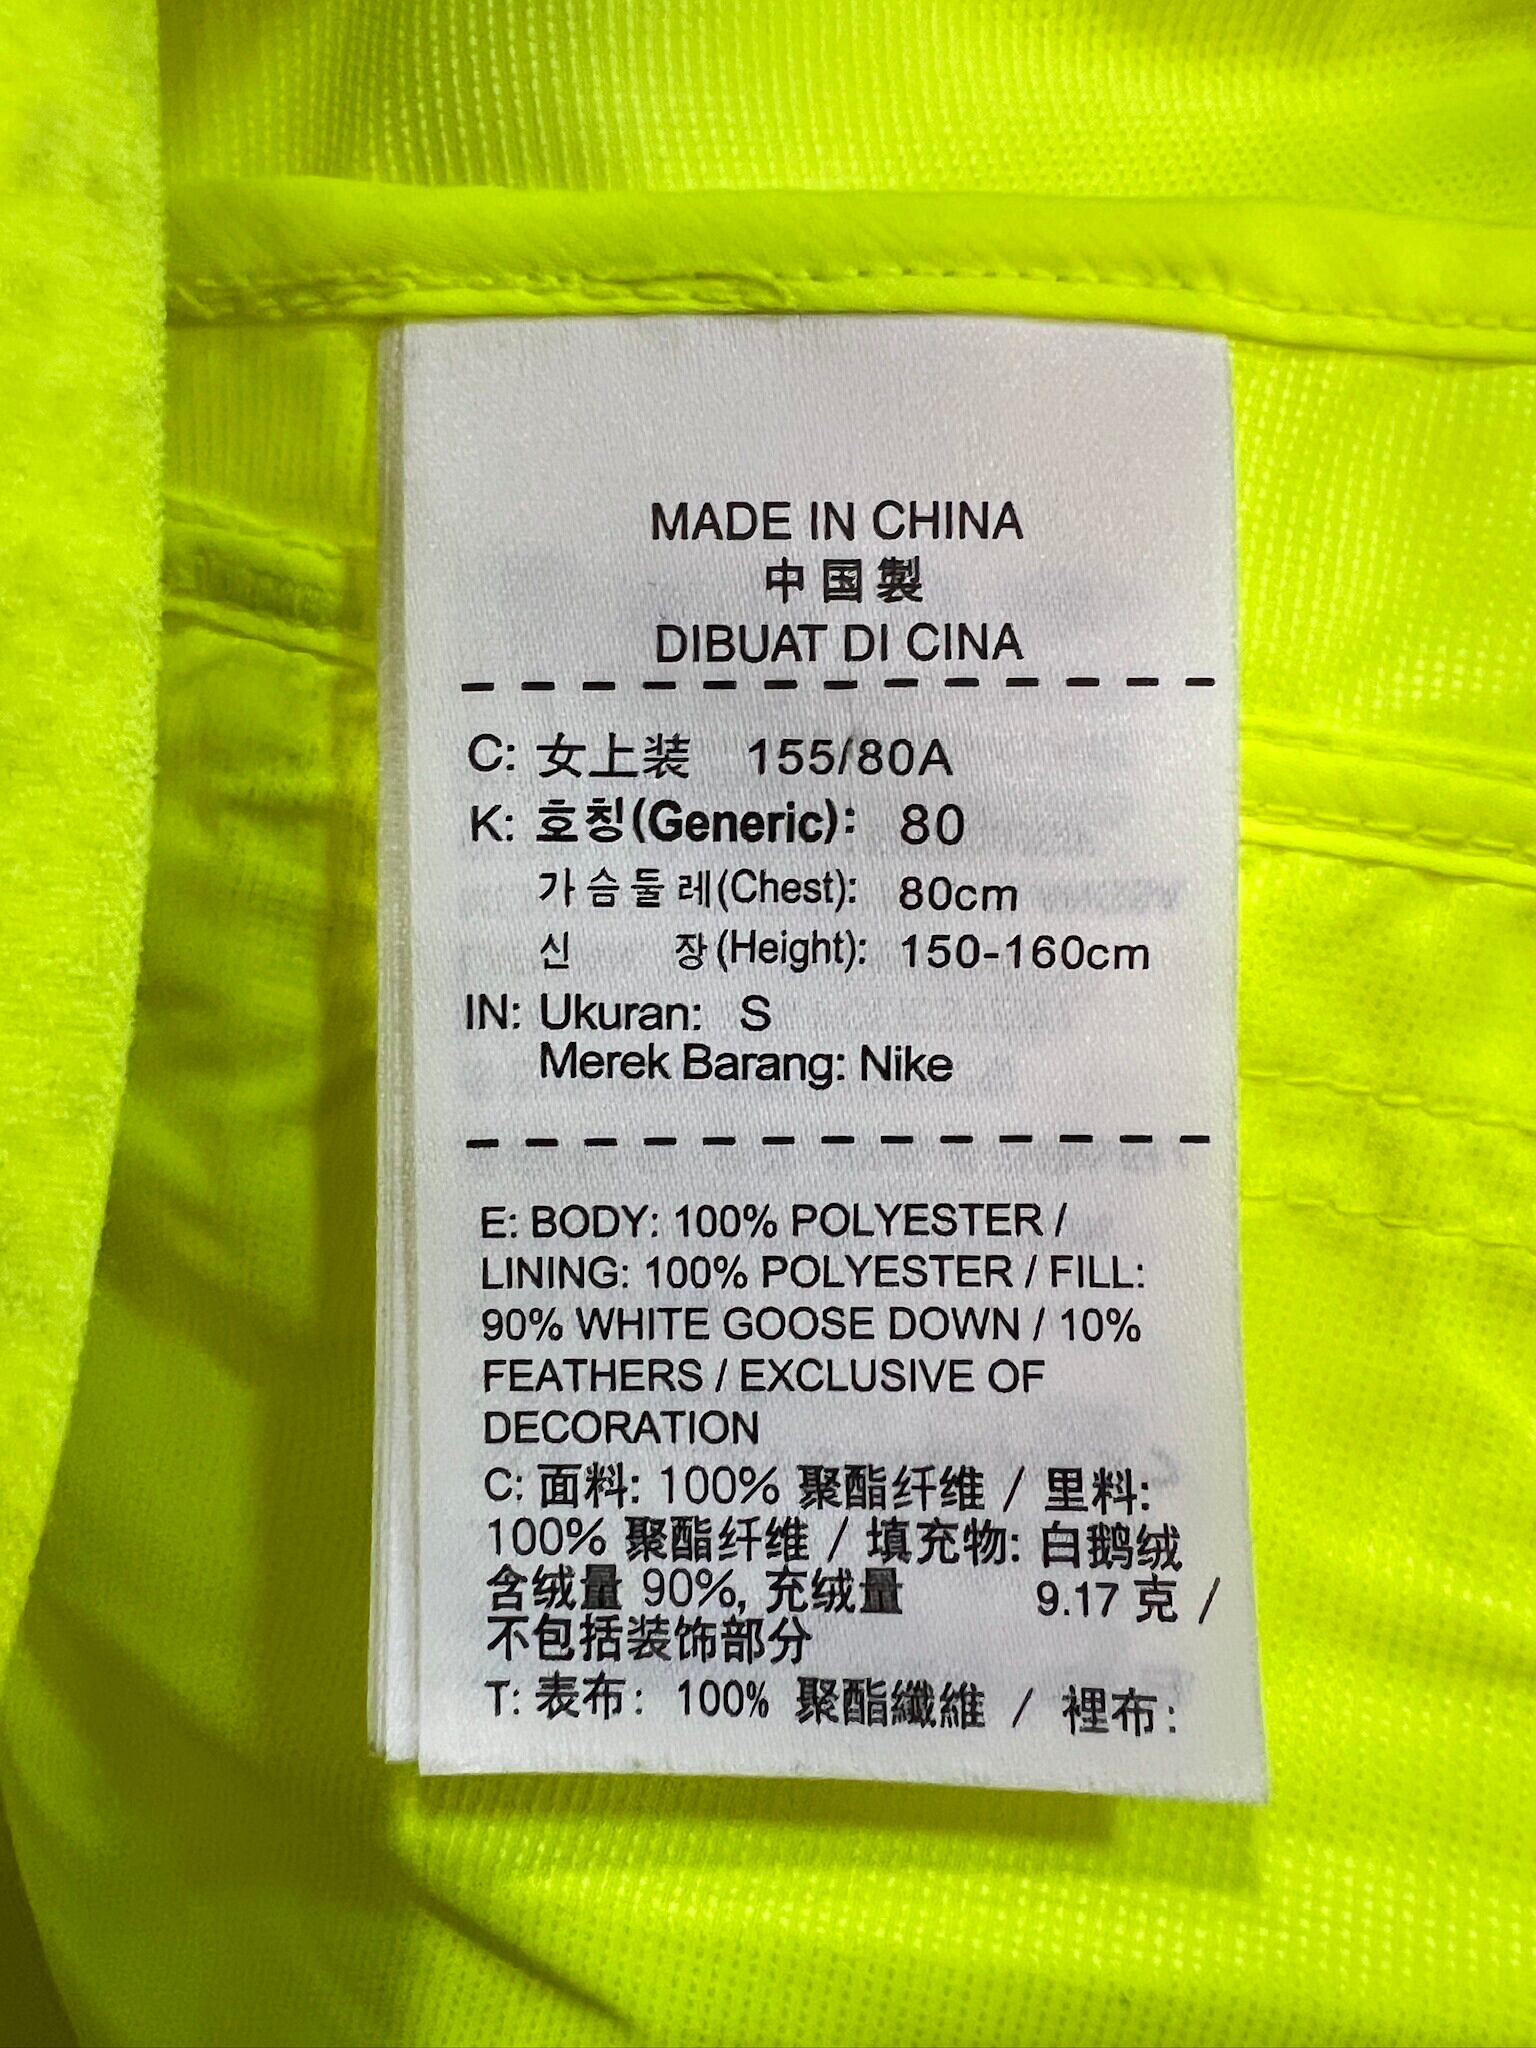 MADE IN CHINA
中国製
DIBUAT DI CINA
C: 女上装 155/80A
K: 호칭(Generic): 80
가슴둘레(Chest): 80cm
신 장(Height): 150-160cm
IN: Ukuran: S
Merek Barang: Nike
E: BODY: 100% POLYESTER /
LINING: 100% POLYESTER / FILL:
90% WHITE GOOSE DOWN / 10%
FEATHERS / EXCLUSIVE OF
DECORATION
C: 面料: 100% 聚酯纤维 / 里料:
100% 聚酯纤维 / 填充物: 白鹅绒
含绒量 90%, 充绒量 9.17 克 /
不包括装饰部分
T: 表布: 100% 聚酯纖維 / 裡布: